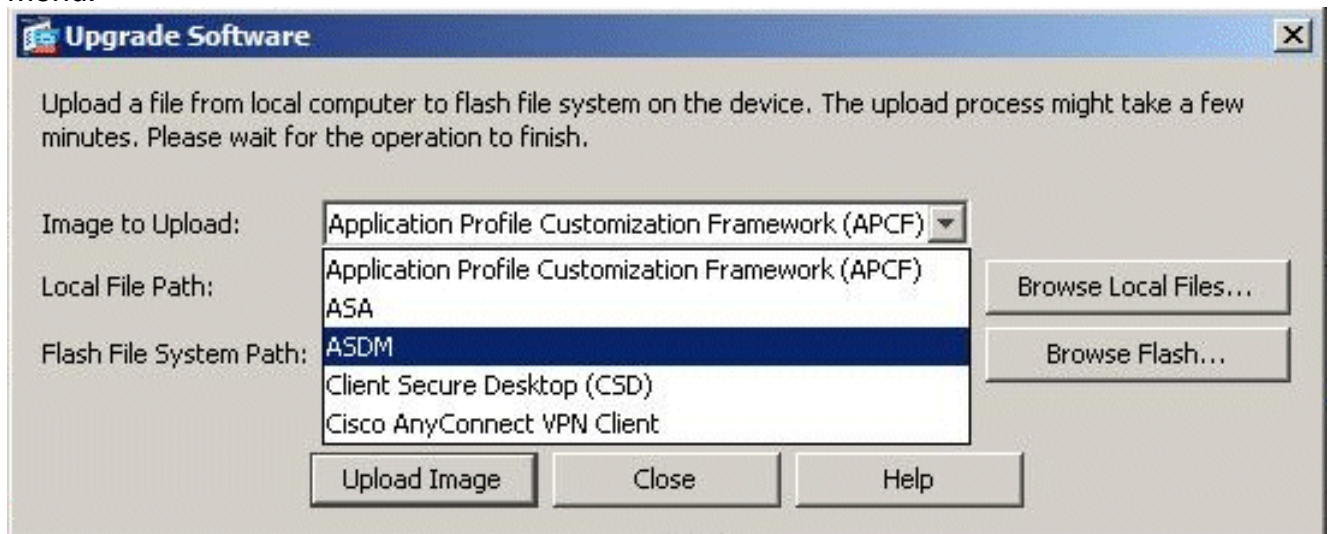 menu.
Upgrade Software
Upload a file from local computer to flash file system on the device. The upload process might take a few
minutes. Please wait for the operation to finish.
Image to Upload:
Application Profile Customization Framework (APCF)
Application Profile Customization Framework (APCF)
Local File Path:
Browse Local Files...
ASA
Flash File System Path:
ASDM
Browse Flash...
Client Secure Desktop (CSD)
Cisco AnyConnect VPN Client
Upload Image
Close
Help